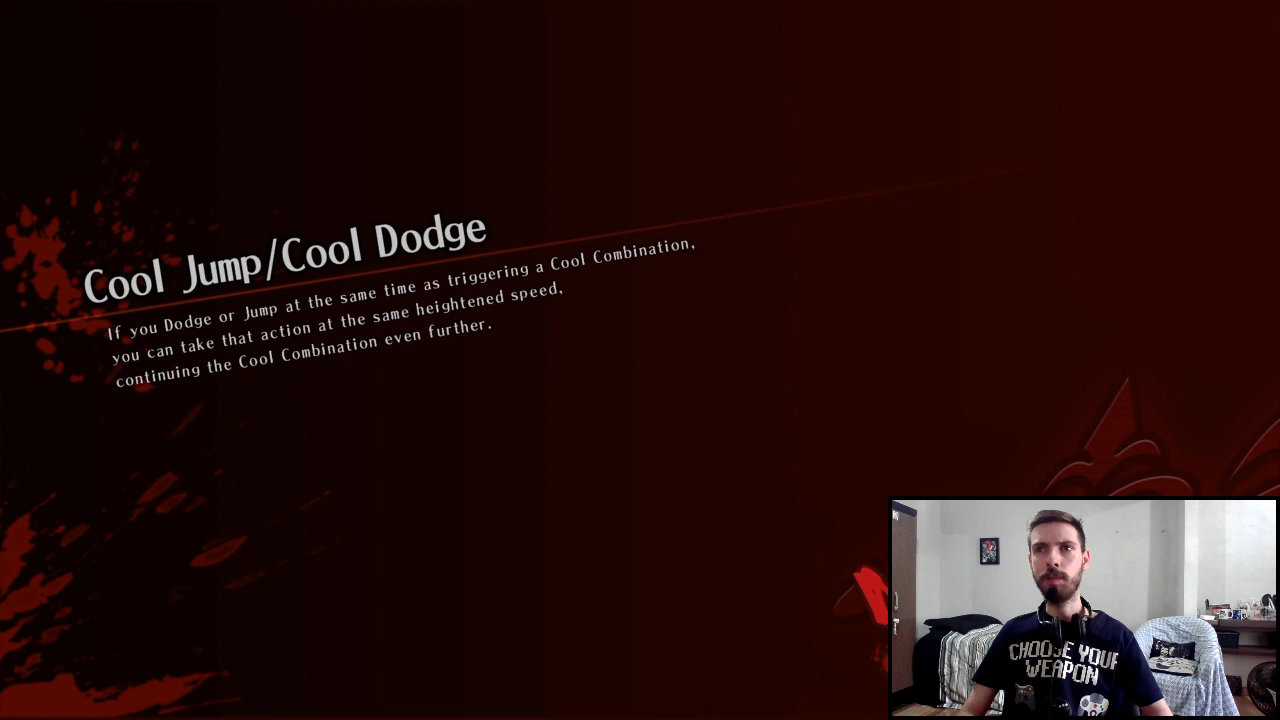 Cool Jump/Cool Dodge
If you Dodge or Jump at the same time as triggering a Cool Combination,
you can take that action at the same heightened speed,
continuing the Cool Combination even further.
CHOOSE YOUR
WEAPON